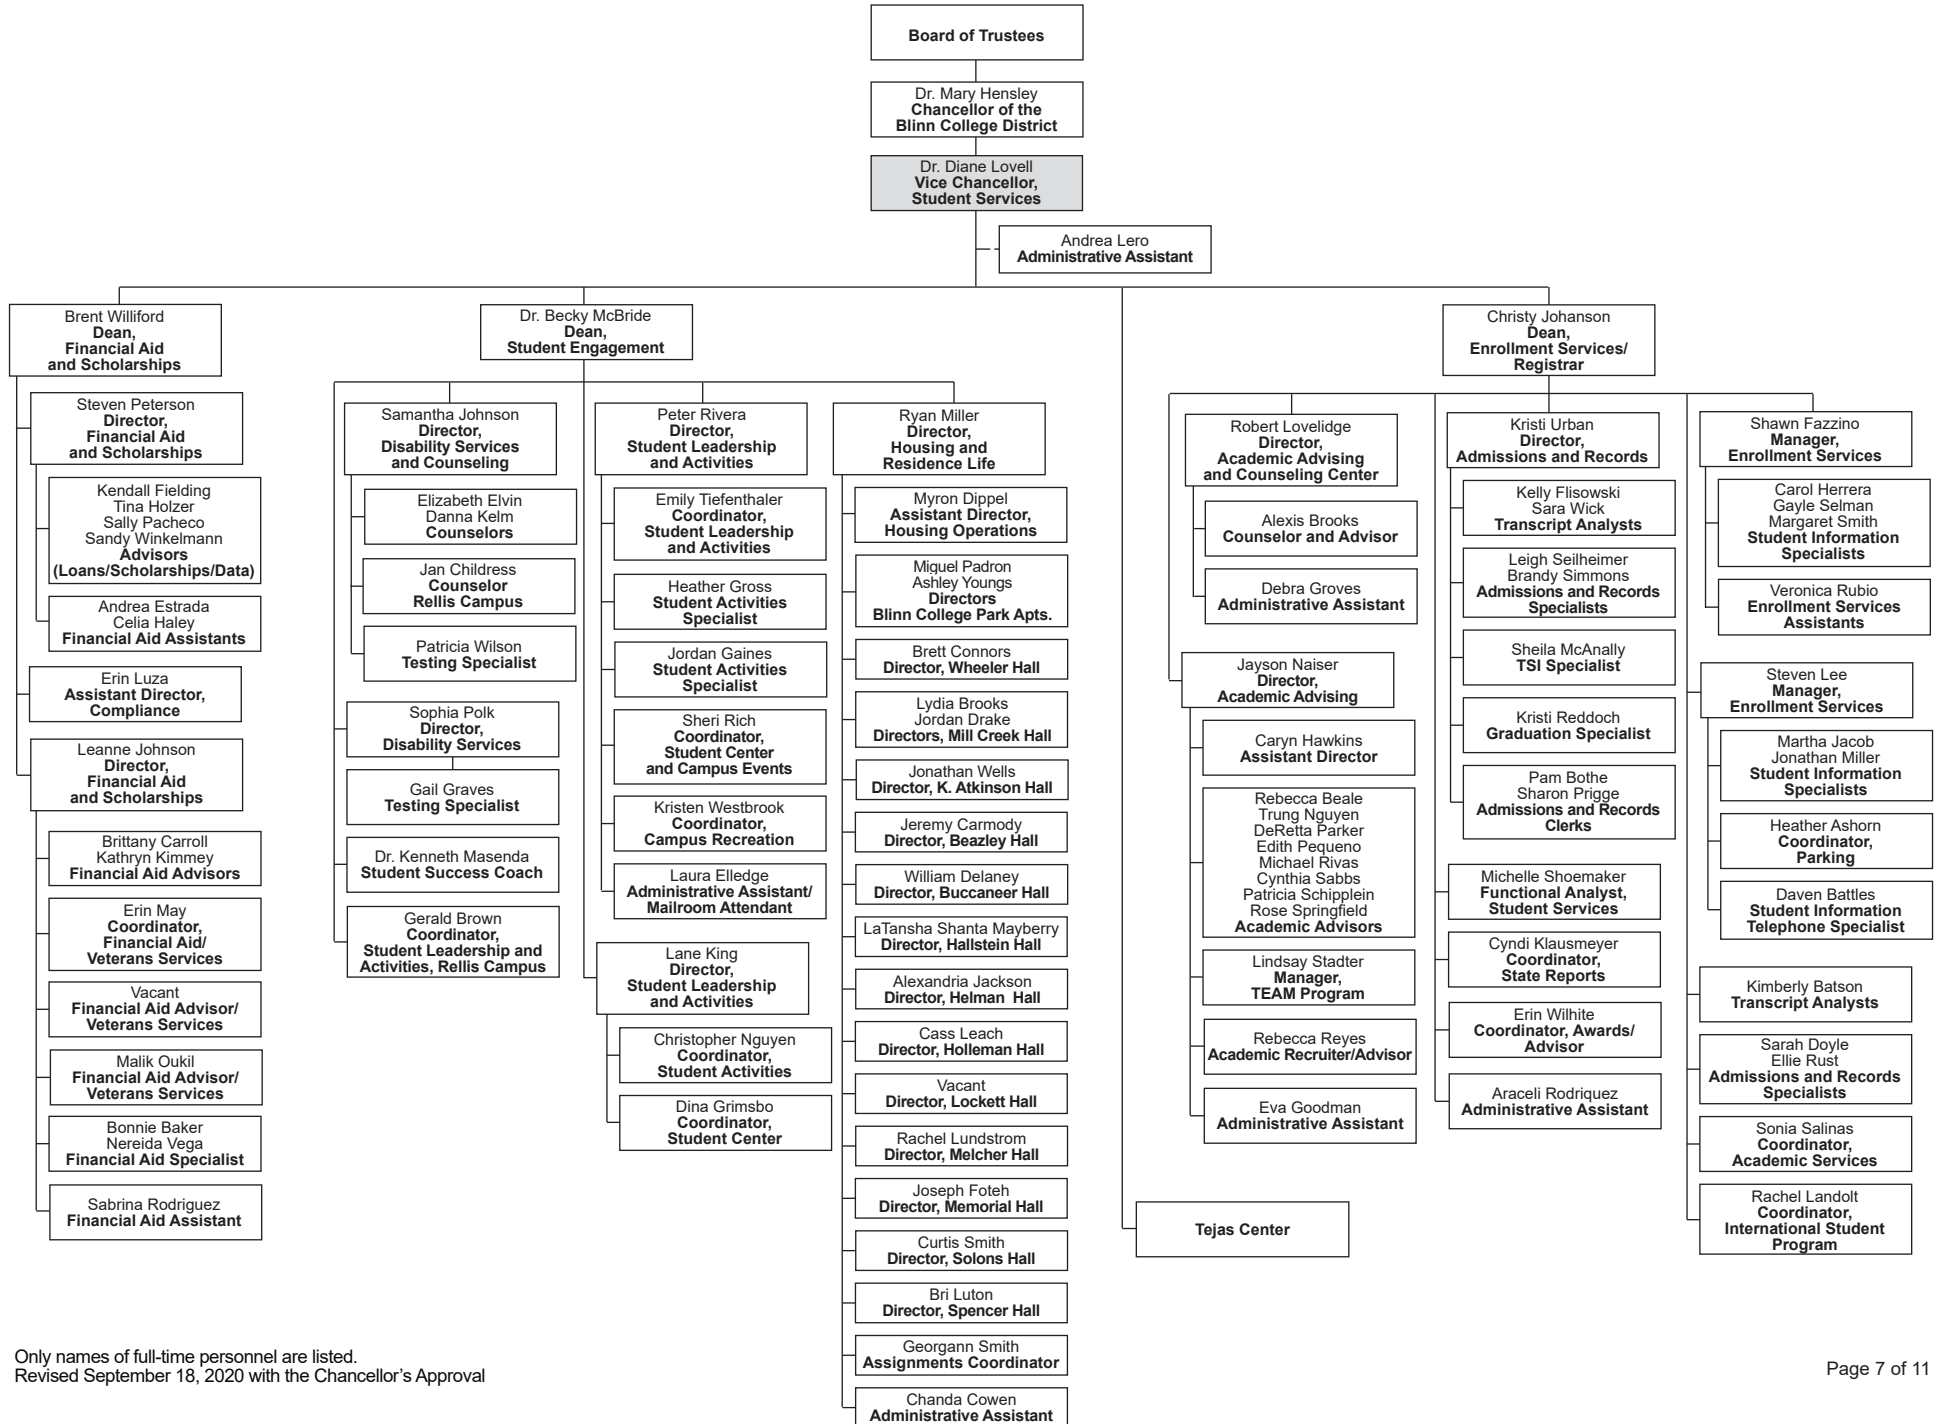 Board of Trustees
Dr. Mary Hensley
Chancellor of the
Blinn College District
Dr. Diane Lovell
Vice Chancellor,
Student Services
Andrea Lero
Administrative Assistant
Brent Williford
Dean,
Financial Aid
and Scholarships
Steven Peterson
Director,
Financial Aid
and Scholarships
Kendall Fielding
Tina Holzer
Sally Pacheco
Sandy Winkelmann
Advisors
(Loans/Scholarships/Data)
Andrea Estrada
Celia Haley
Financial Aid Assistants
Erin Luza
Assistant Director,
Compliance
Leanne Johnson
Director,
Financial Aid
and Scholarships
Brittany Carroll
Kathryn Kimmey
Financial Aid Advisors
Erin May
Coordinator,
Financial Aid/
Veterans Services
Vacant
Financial Aid Advisor/
Veterans Services
Malik Oukil
Financial Aid Advisor/
Veterans Services
Bonnie Baker
Nereida Vega
Financial Aid Specialist
Sabrina Rodriguez
Financial Aid Assistant
Dr. Becky McBride
Dean,
Student Engagement
Samantha Johnson
Director,
Disability Services
and Counseling
Elizabeth Elvin
Danna Kelm
Counselors
Jan Childress
Counselor
Rellis Campus
Patricia Wilson
Testing Specialist
Sophia Polk
Director,
Disability Services
Gail Graves
Testing Specialist
Dr. Kenneth Masenda
Student Success Coach
Gerald Brown
Coordinator,
Student Leadership and
Activities, Rellis Campus
Peter Rivera
Director,
Student Leadership
and Activities
Emily Tiefenthaler
Coordinator,
Student Leadership
and Activities
Heather Gross
Student Activities
Specialist
Jordan Gaines
Student Activities
Specialist
Sheri Rich
Coordinator,
Student Center
and Campus Events
Kristen Westbrook
Coordinator,
Campus Recreation
Laura Elledge
Administrative Assistant/
Mailroom Attendant
Lane King
Director,
Student Leadership
and Activities
Christopher Nguyen
Coordinator,
Student Activities
Dina Grimsbo
Coordinator,
Student Center
Ryan Miller
Director,
Housing and
Residence Life
Myron Dippel
Assistant Director,
Housing Operations
Miguel Padron
Ashley Youngs
Directors
Blinn College Park Apts.
Brett Connors
Director, Wheeler Hall
Lydia Brooks
Jordan Drake
Directors, Mill Creek Hall
Jonathan Wells
Director, K. Atkinson Hall
Jeremy Carmody
Director, Beazley Hall
William Delaney
Director, Buccaneer Hall
LaTansha Shanta Mayberry
Director, Hallstein Hall
Alexandria Jackson
Director, Helman Hall
Cass Leach
Director, Holleman Hall
Vacant
Director, Lockett Hall
Rachel Lundstrom
Director, Melcher Hall
Joseph Foteh
Director, Memorial Hall
Curtis Smith
Director, Solons Hall
Bri Luton
Director, Spencer Hall
Georgann Smith
Assignments Coordinator
Chanda Cowen
Administrative Assistant
Tejas Center
Christy Johanson
Dean,
Enrollment Services/
Registrar
Robert Lovelidge
Director,
Academic Advising
and Counseling Center
Alexis Brooks
Counselor and Advisor
Debra Groves
Administrative Assistant
Jayson Naiser
Director,
Academic Advising
Caryn Hawkins
Assistant Director
Rebecca Beale
Trung Nguyen
DeRetta Parker
Edith Pequeno
Michael Rivas
Cynthia Sabbs
Patricia Schipplein
Rose Springfield
Academic Advisors
Lindsay Stadter
Manager,
TEAM Program
Rebecca Reyes
Academic Recruiter/Advisor
Eva Goodman
Administrative Assistant
Kristi Urban
Director,
Admissions and Records
Kelly Flisowski
Sara Wick
Transcript Analysts
Leigh Seilheimer
Brandy Simmons
Admissions and Records
Specialists
Sheila McAnally
TSI Specialist
Kristi Reddoch
Graduation Specialist
Pam Bothe
Sharon Prigge
Admissions and Records
Clerks
Michelle Shoemaker
Functional Analyst,
Student Services
Cyndi Klausmeyer
Coordinator,
State Reports
Erin Wilhite
Coordinator, Awards/
Advisor
Araceli Rodriquez
Administrative Assistant
Shawn Fazzino
Manager,
Enrollment Services
Carol Herrera
Gayle Selman
Margaret Smith
Student Information
Specialists
Veronica Rubio
Enrollment Services
Assistants
Steven Lee
Manager,
Enrollment Services
Martha Jacob
Jonathan Miller
Student Information
Specialists
Heather Ashorn
Coordinator,
Parking
Daven Battles
Student Information
Telephone Specialist
Kimberly Batson
Transcript Analysts
Sarah Doyle
Ellie Rust
Admissions and Records
Specialists
Sonia Salinas
Coordinator,
Academic Services
Rachel Landolt
Coordinator,
International Student
Program
Only names of full-time personnel are listed.
Revised September 18, 2020 with the Chancellor's Approval
Page 7 of 11